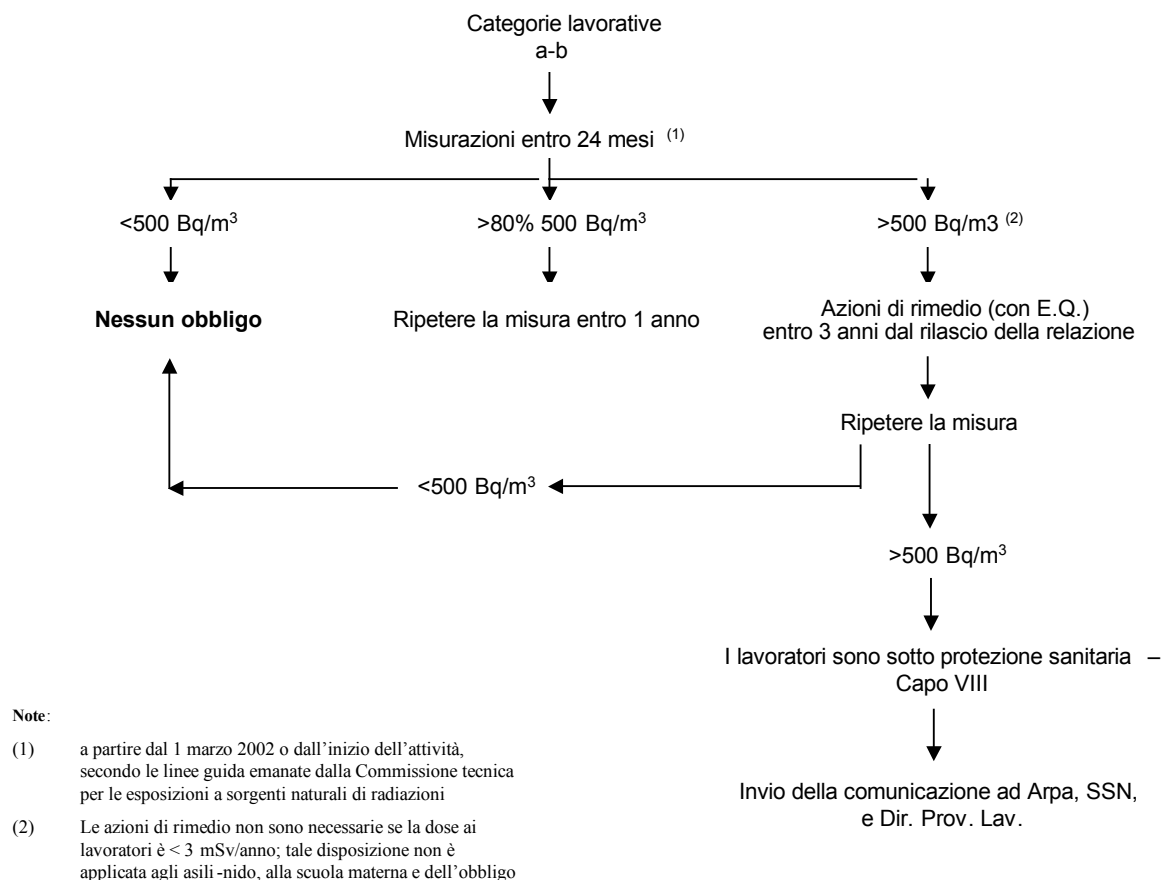 Categorie lavorative
a-b
Misurazioni entro 24 mesi (1)
<500 Bq/m³
>80% 500 Bq/m³
>500 Bq/m3 (2)
Nessun obbligo
Ripetere la misura entro 1 anno
Azioni di rimedio (con E.Q.)
entro 3 anni dal rilascio della relazione
Ripetere la misura
<500 Bq/m³
>500 Bq/m³
I lavoratori sono sotto protezione sanitaria –
Capo VIII
Invio della comunicazione ad Arpa, SSN,
e Dir. Prov. Lav.
Note:
(1) a partire dal 1 marzo 2002 o dall'inizio dell'attività,
secondo le linee guida emanate dalla Commissione tecnica
per le esposizioni a sorgenti naturali di radiazioni
(2) Le azioni di rimedio non sono necessarie se la dose ai
lavoratori è < 3 mSv/anno; tale disposizione non è
applicata agli asili-nido, alla scuola materna e dell'obbligo